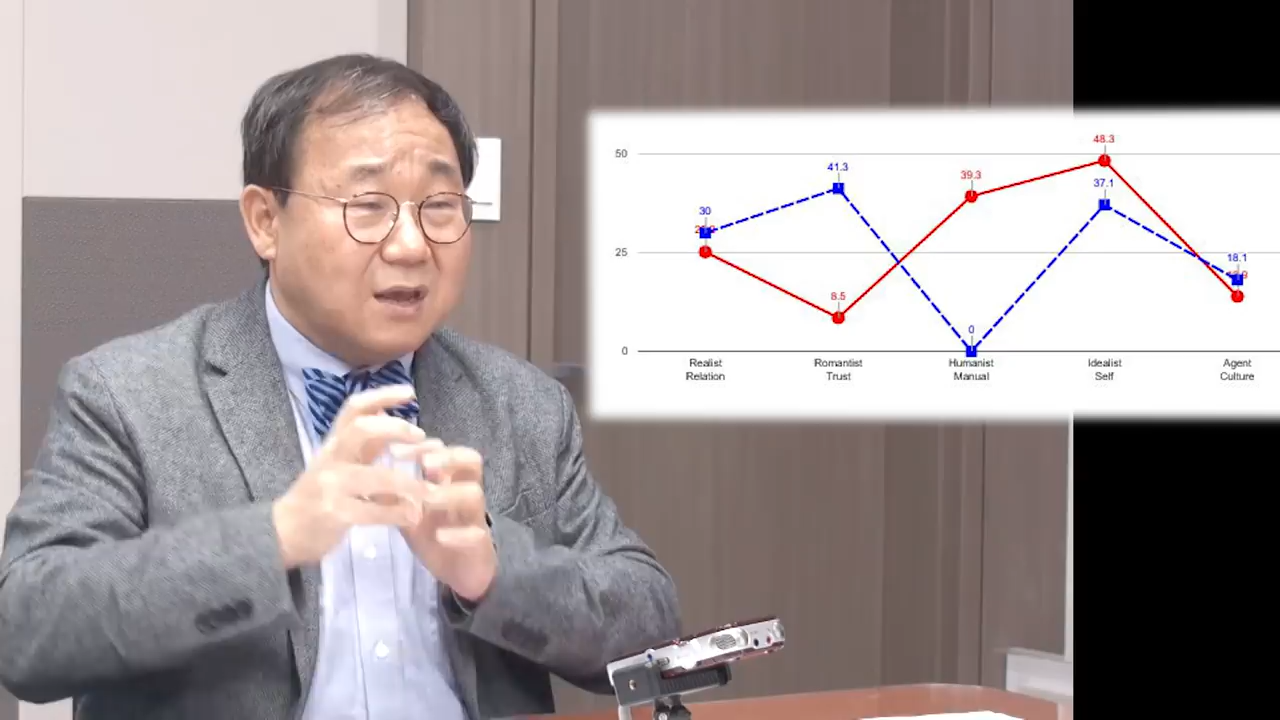 50
25
0
30
41.3
8.5
39.3
0
48.3
37.1
18.1
Realist
Relation
Romantist
Trust
Humanist
Manual
Idealist
Self
Agent
Culture